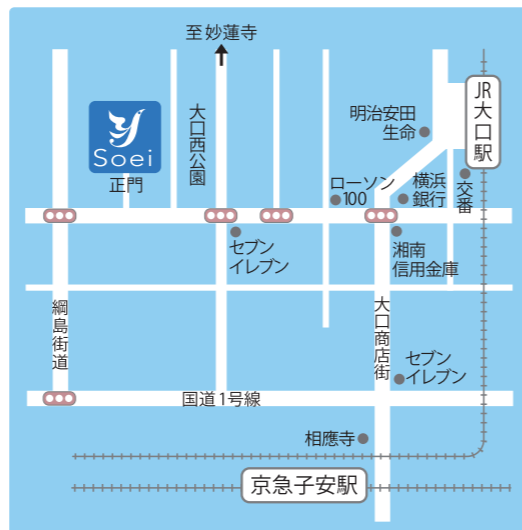 至妙蓮寺
Soei
正門
大口西公園
明治安田
生命
JR大口駅
ローソン
100
横浜
銀行
交番
セブン
イレブン
湘南
信用金庫
綱島街道
大口商店街
セブン
イレブン
国道1号線
相應寺
京急子安駅